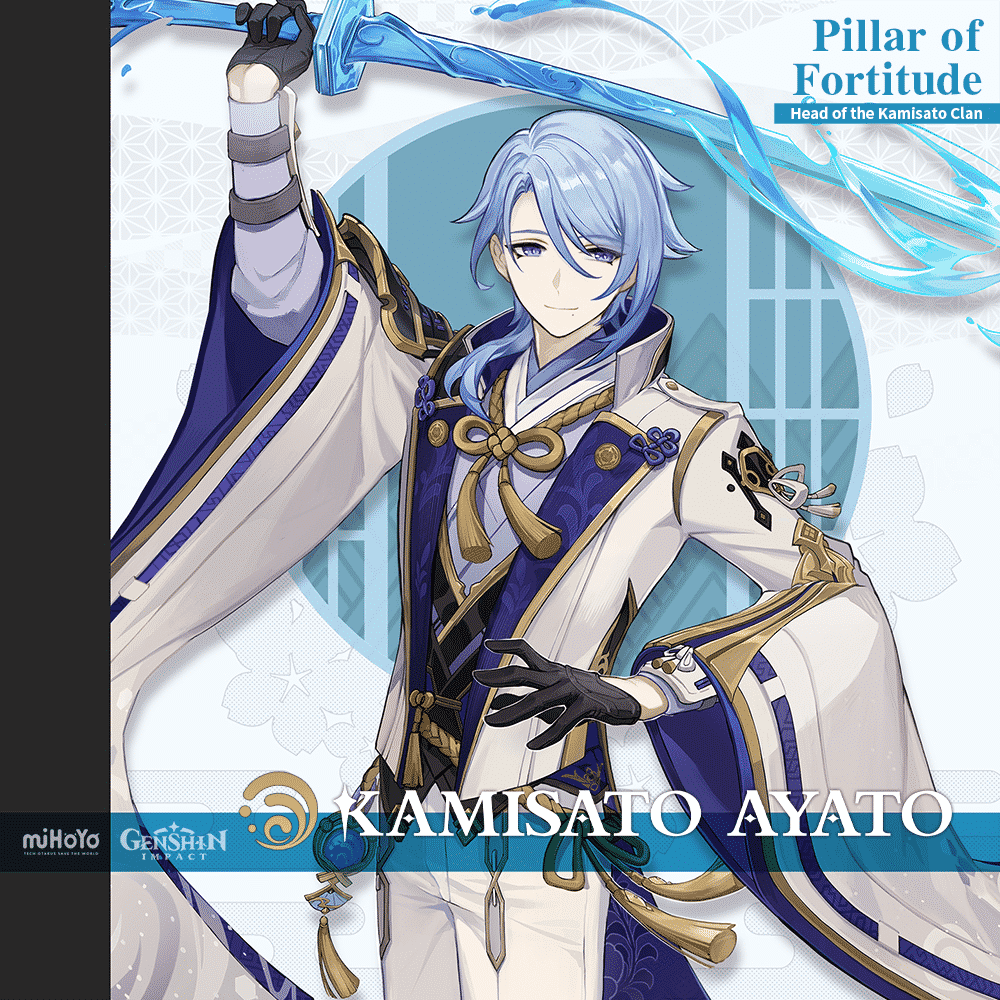 Pillar of
Fortitude
Head of the Kamisato Clan
KAMISATO AYATO
miHoYo
TECH OTAKUS SAVE THE WORLD
GENSHIN
IMPACT